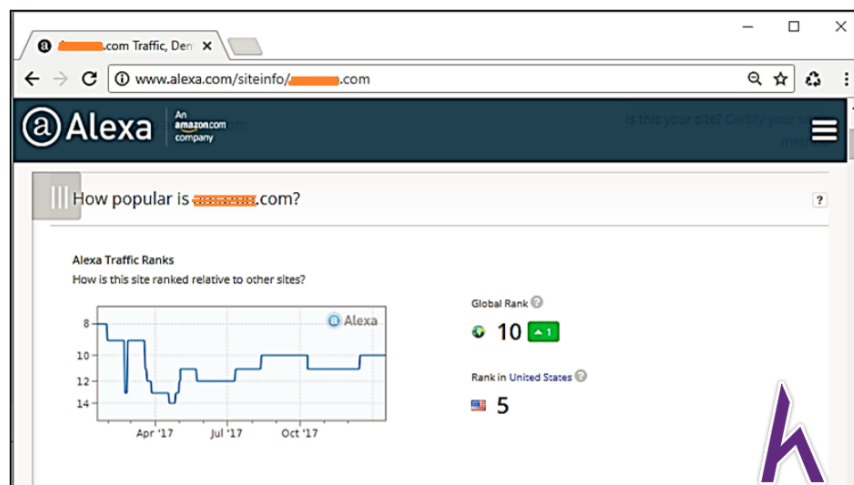 a .com Traffic, Den ×
www.alexa.com/siteinfo/ .com
a Alexa An amazon.com company
Is this your site? Certify your
How popular is .com? ?
Alexa Traffic Ranks
How is this site ranked relative to other sites?
a Alexa
8
10
12
14
Apr '17 Jul '17 Oct '17
Global Rank ?
10 1
Rank in United States ?
5
h